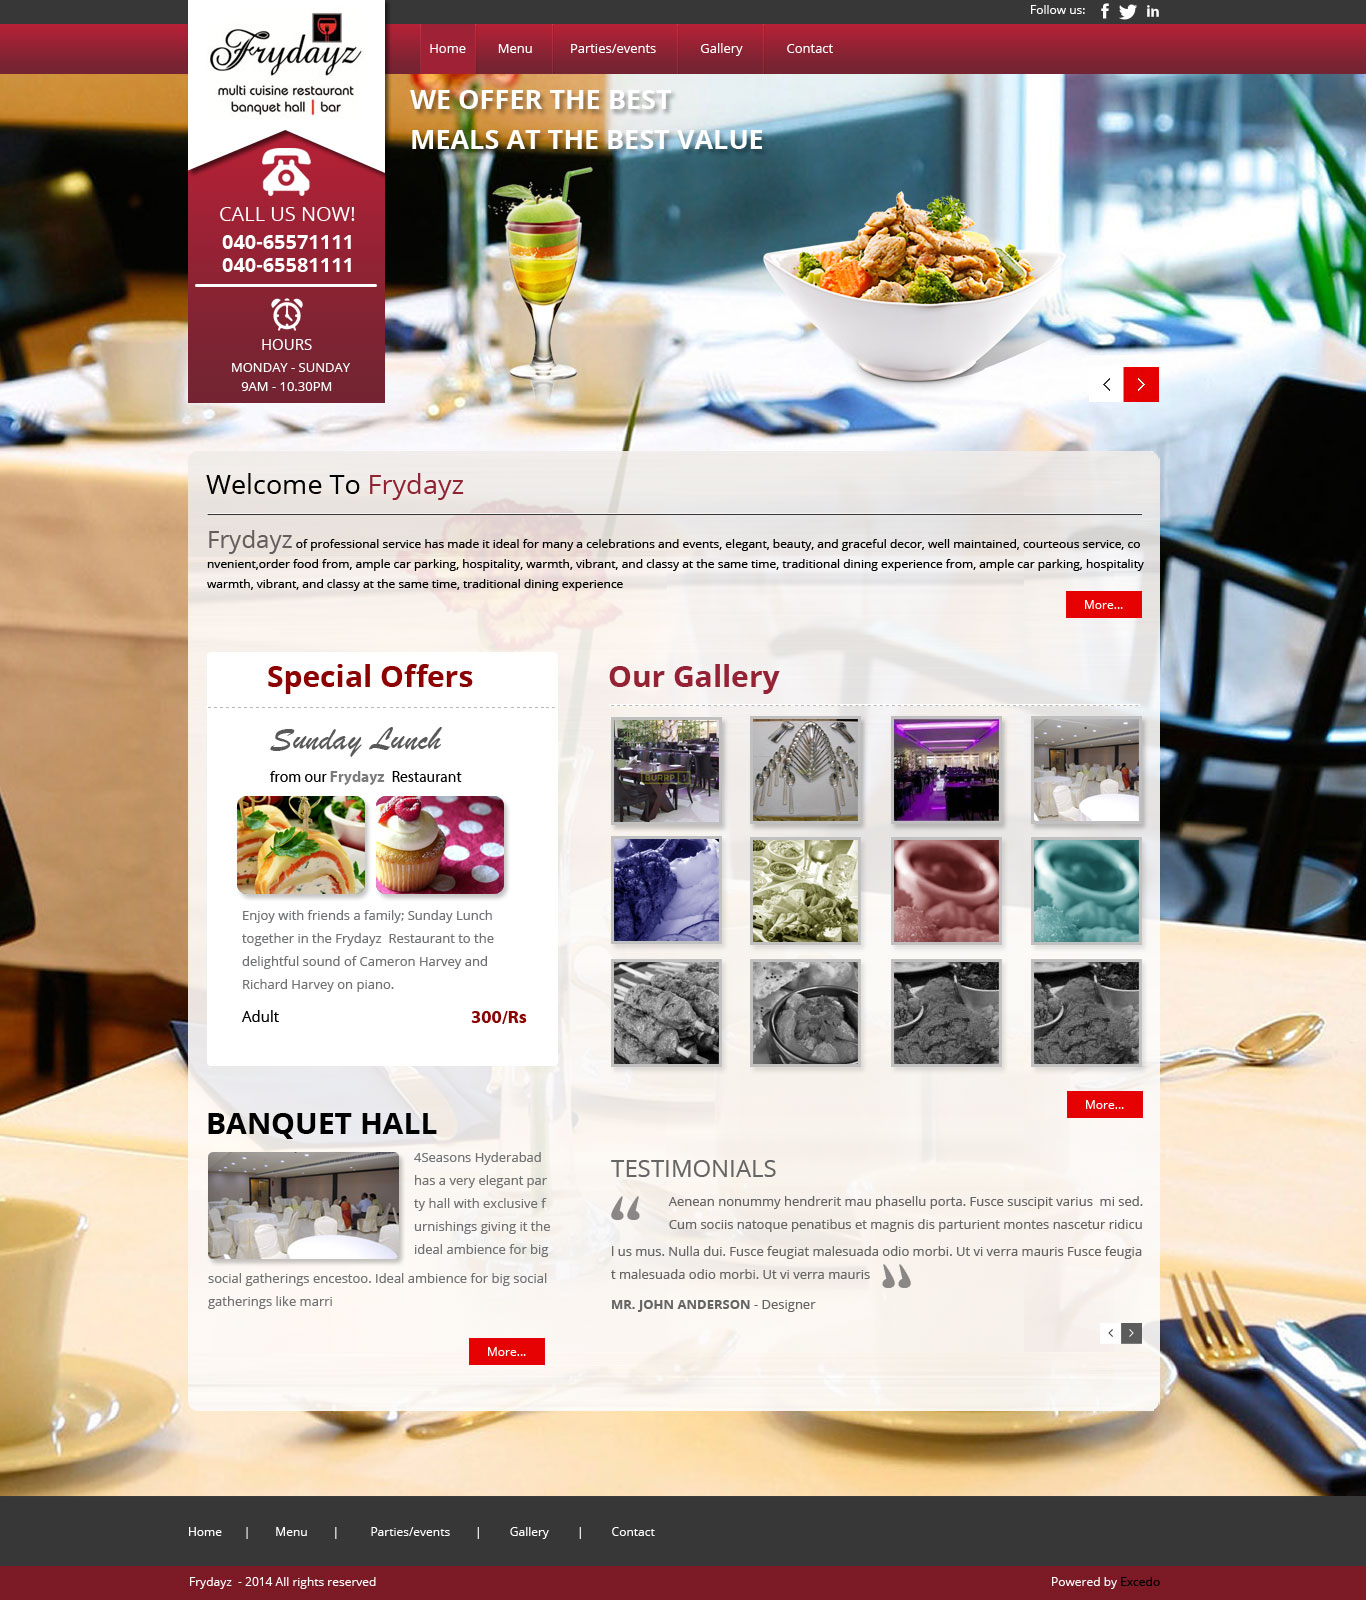 Follow us:
Frydayz
multi cuisine restaurant
banquet hall | bar
Home
Menu
Parties/events
Gallery
Contact
WE OFFER THE BEST
MEALS AT THE BEST VALUE
CALL US NOW!
040-65571111
040-65581111
HOURS
MONDAY - SUNDAY
9AM - 10.30PM
Welcome To Frydayz
Frydayz of professional service has made it ideal for many a celebrations and events, elegant, beauty, and graceful decor, well maintained, courteous service, co
nvenient,order food from, ample car parking, hospitality, warmth, vibrant, and classy at the same time, traditional dining experience from, ample car parking, hospitality
warmth, vibrant, and classy at the same time, traditional dining experience
More...
Special Offers
Sunday Lunch
from our Frydayz Restaurant
Enjoy with friends a family; Sunday Lunch
together in the Frydayz Restaurant to the
delightful sound of Cameron Harvey and
Richard Harvey on piano.
Adult 300/Rs
Our Gallery
BURRP
More...
BANQUET HALL
4Seasons Hyderabad
has a very elegant par
ty hall with exclusive f
urnishings giving it the
ideal ambience for big
social gatherings encestoo. Ideal ambience for big social
gatherings like marri
More...
TESTIMONIALS
“ Aenean nonummy hendrerit mau phasellu porta. Fusce suscipit varius mi sed.
Cum sociis natoque penatibus et magnis dis parturient montes nascetur ridicu
l us mus. Nulla dui. Fusce feugiat malesuada odio morbi. Ut vi verra mauris Fusce feugia
t malesuada odio morbi. Ut vi verra mauris ”
MR. JOHN ANDERSON - Designer
Home | Menu | Parties/events | Gallery | Contact
Frydayz - 2014 All rights reserved
Powered by Excedo